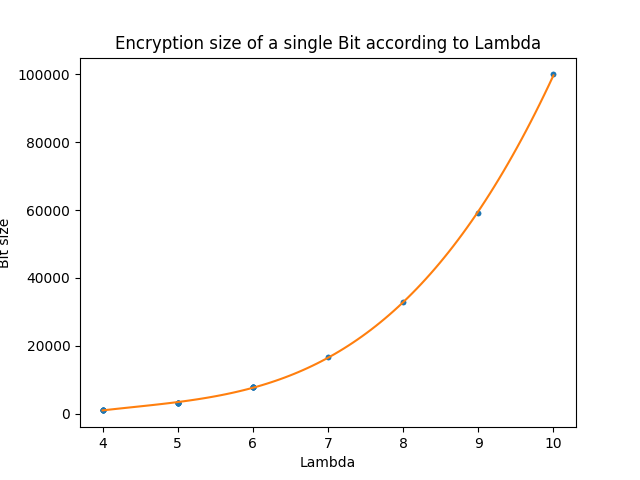 Encryption size of a single Bit according to Lambda
100000
80000
60000
40000
20000
0
Bit size
4 5 6 7 8 9 10
Lambda